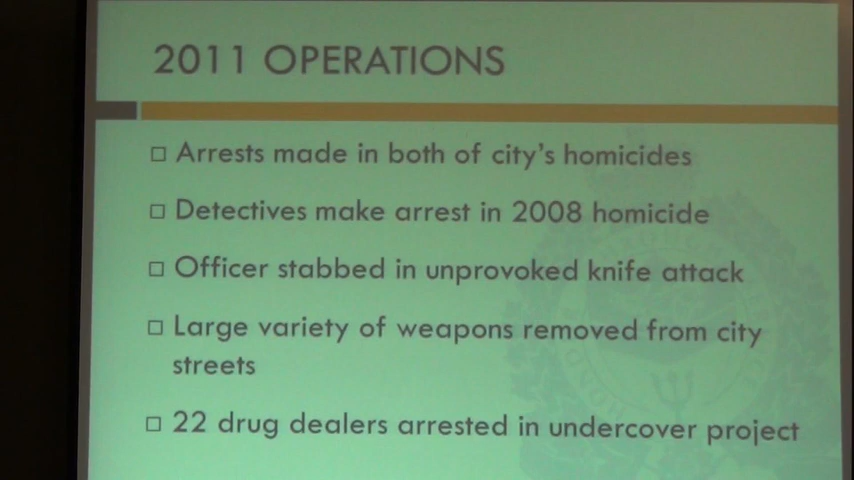 2011 OPERATIONS
Arrests made in both of city's homicides
Detectives make arrest in 2008 homicide
Officer stabbed in unprovoked knife attack
Large variety of weapons removed from city
streets
22 drug dealers arrested in undercover project